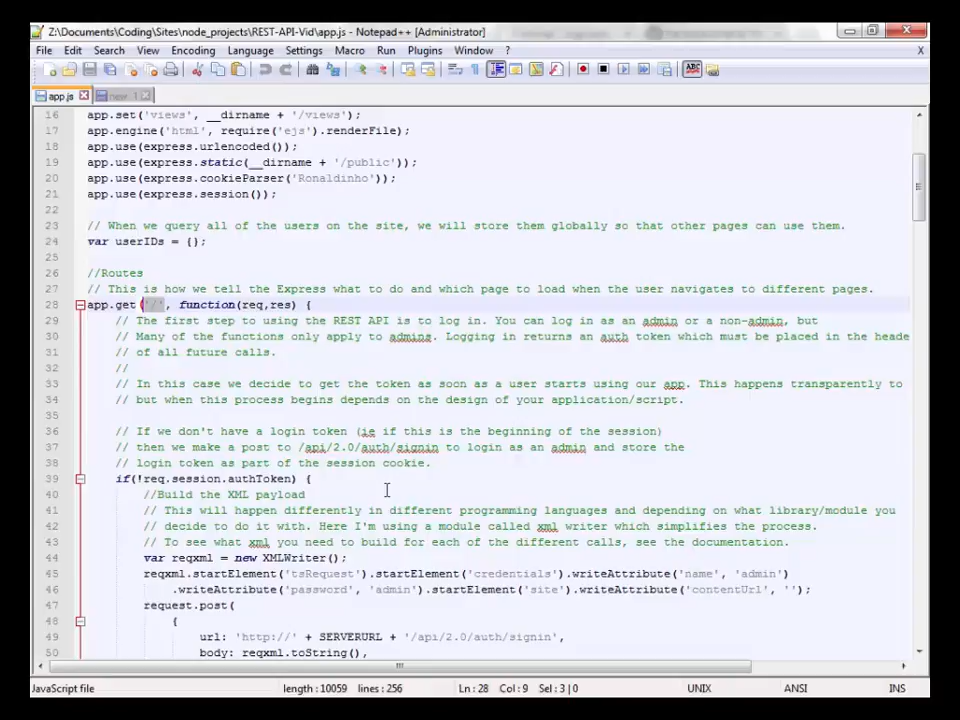 Z:\Documents\Coding\Sites\node_projects\REST-API-Vid\app.js - Notepad++ [Administrator]
File Edit Search View Encoding Language Settings Macro Run Plugins Window ? X
app.js new 1
16 app.set('views', __dirname + '/views');
17 app.engine('html', require('ejs').renderFile);
18 app.use(express.urlencoded());
19 app.use(express.static(__dirname + '/public'));
20 app.use(express.cookieParser('Ronaldinho'));
21 app.use(express.session());
22
23 // When we query all of the users on the site, we will store them globally so that other pages can use them.
24 var userIDs = {};
25
26 //Routes
27 // This is how we tell the Express what to do and which page to load when the user navigates to different pages.
28 app.get('/', function(req,res) {
29 // The first step to using the REST API is to log in. You can log in as an admin or a non-admin, but
30 // Many of the functions only apply to admins. Logging in returns an auth token which must be placed in the heade
31 // of all future calls.
32 //
33 // In this case we decide to get the token as soon as a user starts using our app. This happens transparently to
34 // but when this process begins depends on the design of your application/script.
35
36 // If we don't have a login token (ie if this is the beginning of the session)
37 // then we make a post to /api/2.0/auth/signin to login as an admin and store the
38 // login token as part of the session cookie.
39 if(!req.session.authToken) {
40 //Build the XML payload
41 // This will happen differently in different programming languages and depending on what library/module you
42 // decide to do it with. Here I'm using a module called xml writer which simplifies the process.
43 // To see what xml you need to build for each of the different calls, see the documentation.
44 var reqxml = new XMLWriter();
45 reqxml.startElement('tsRequest').startElement('credentials').writeAttribute('name', 'admin')
46 .writeAttribute('password', 'admin').startElement('site').writeAttribute('contentUrl', '');
47 request.post(
48 {
49 url: 'http://' + SERVERURL + '/api/2.0/auth/signin',
50 body: reqxml.toString(),
JavaScript file length : 10059 lines : 256 Ln : 28 Col : 9 Sel : 3 | 0 UNIX ANSI INS